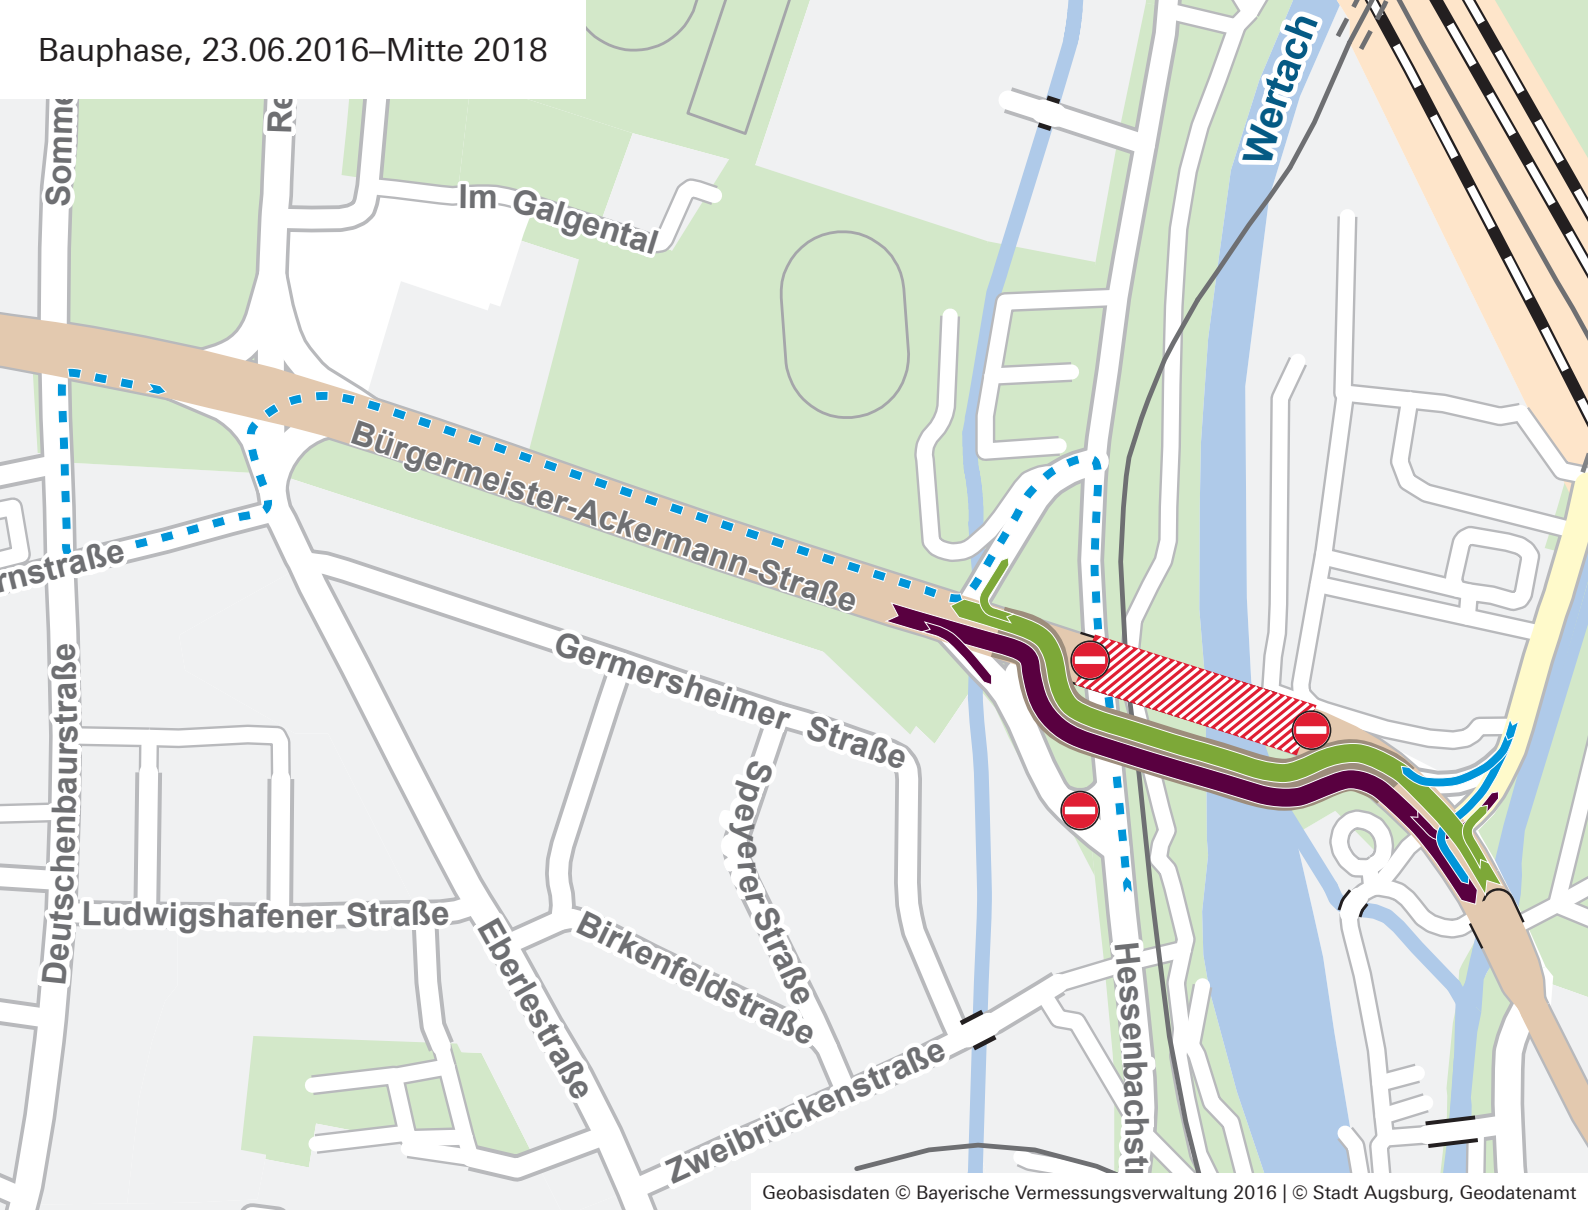 Bauphase, 23.06.2016–Mitte 2018
Wertach
Im Galgental
Bürgermeister-Ackermann-Straße
Germersheimer Straße
Speyerer Straße
Deutschenbaurstraße
Ludwigshafener Straße
Eberlestraße
Birkenfeldstraße
Zweibrückenstraße
Geobasisdaten © Bayerische Vermessungsverwaltung 2016 | © Stadt Augsburg, Geodatenamt